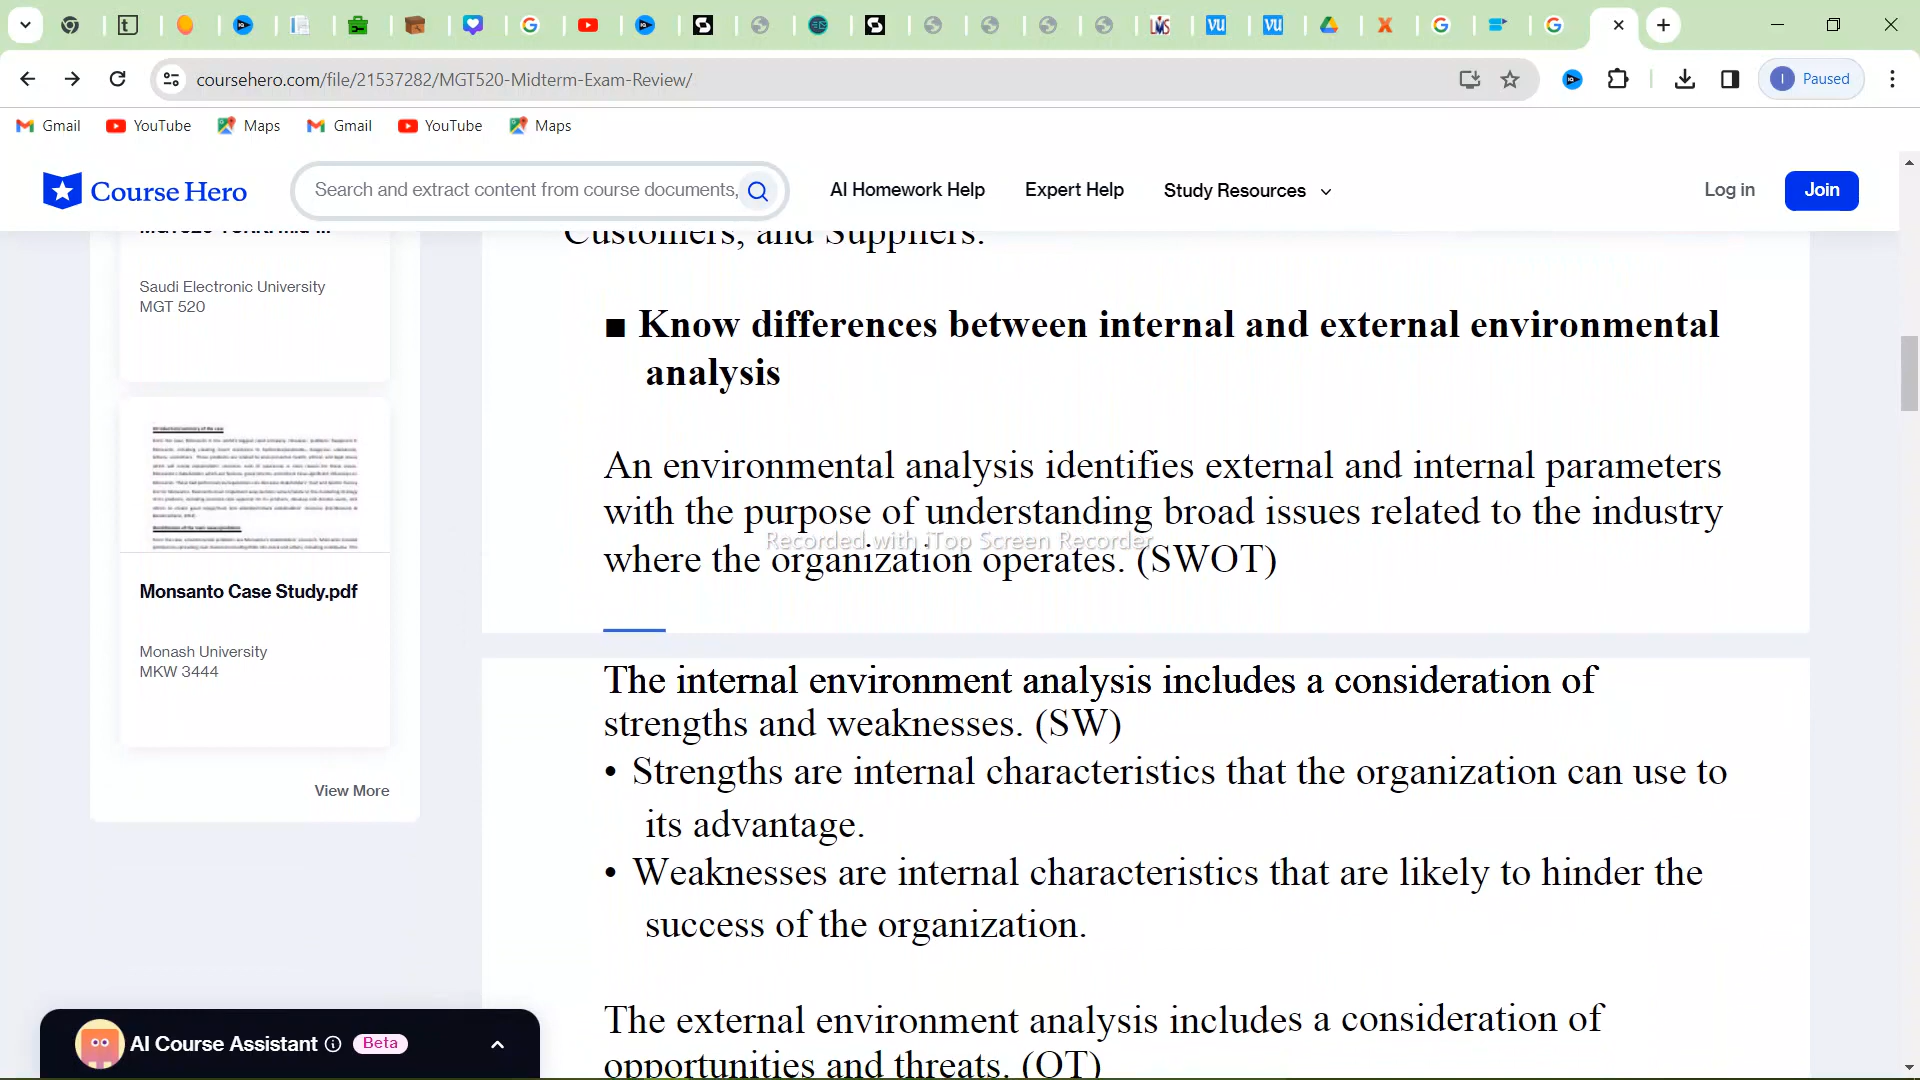 coursehero.com/file/21537282/MGT520-Midterm-Exam-Review/
Paused
Gmail
YouTube
Maps
Gmail
YouTube
Maps
Course Hero
Search and extract content from course documents,
AI Homework Help
Expert Help
Study Resources
Log in
Join
Customers, and Suppliers.
Saudi Electronic University
MGT 520
■ Know differences between internal and external environmental
analysis
An environmental analysis identifies external and internal parameters
with the purpose of understanding broad issues related to the industry
Recorded with iTop Screen Recorder
where the organization operates. (SWOT)
Monsanto Case Study.pdf
Monash University
MKW 3444
View More
The internal environment analysis includes a consideration of
strengths and weaknesses. (SW)
• Strengths are internal characteristics that the organization can use to
its advantage.
• Weaknesses are internal characteristics that are likely to hinder the
success of the organization.
The external environment analysis includes a consideration of
opportunities and threats. (OT)
AI Course Assistant
Beta